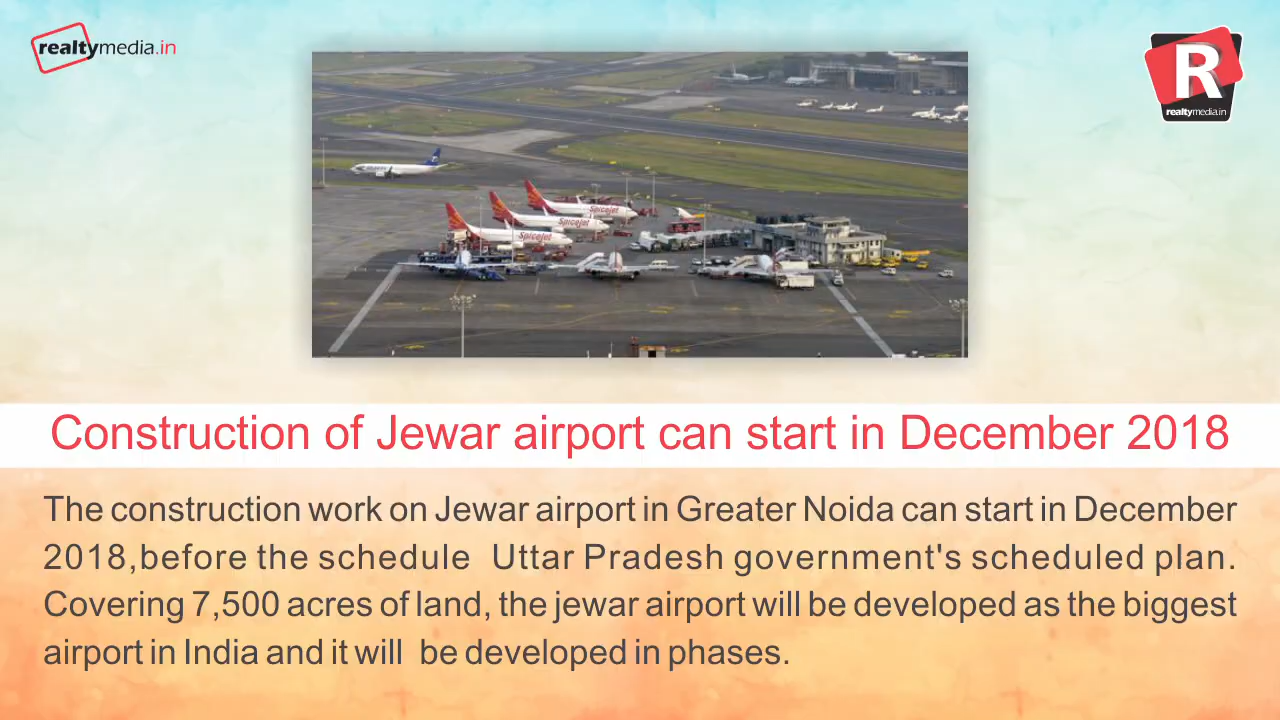 realtymedia.in
R
realtymedia.in
SpiceJet
SpiceJet
SpiceJet
Construction of Jewar airport can start in December 2018
The construction work on Jewar airport in Greater Noida can start in December
2018,before the schedule Uttar Pradesh government's scheduled plan.
Covering 7,500 acres of land, the jewar airport will be developed as the biggest
airport in India and it will be developed in phases.